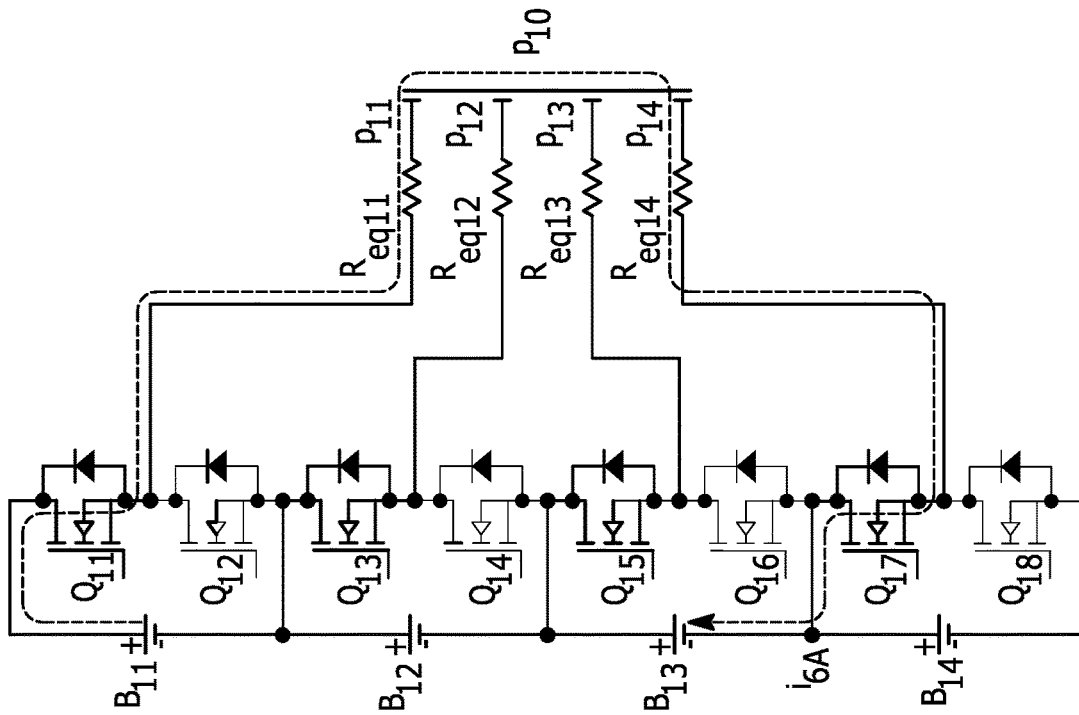 P10
P11
P12
P13
P14
Req11
Req12
Req13
Req14
Q11
Q12
Q13
Q14
Q15
Q16
Q17
Q18
i6A
+
-
B11
+
-
B12
+
-
B13
+
-
B14